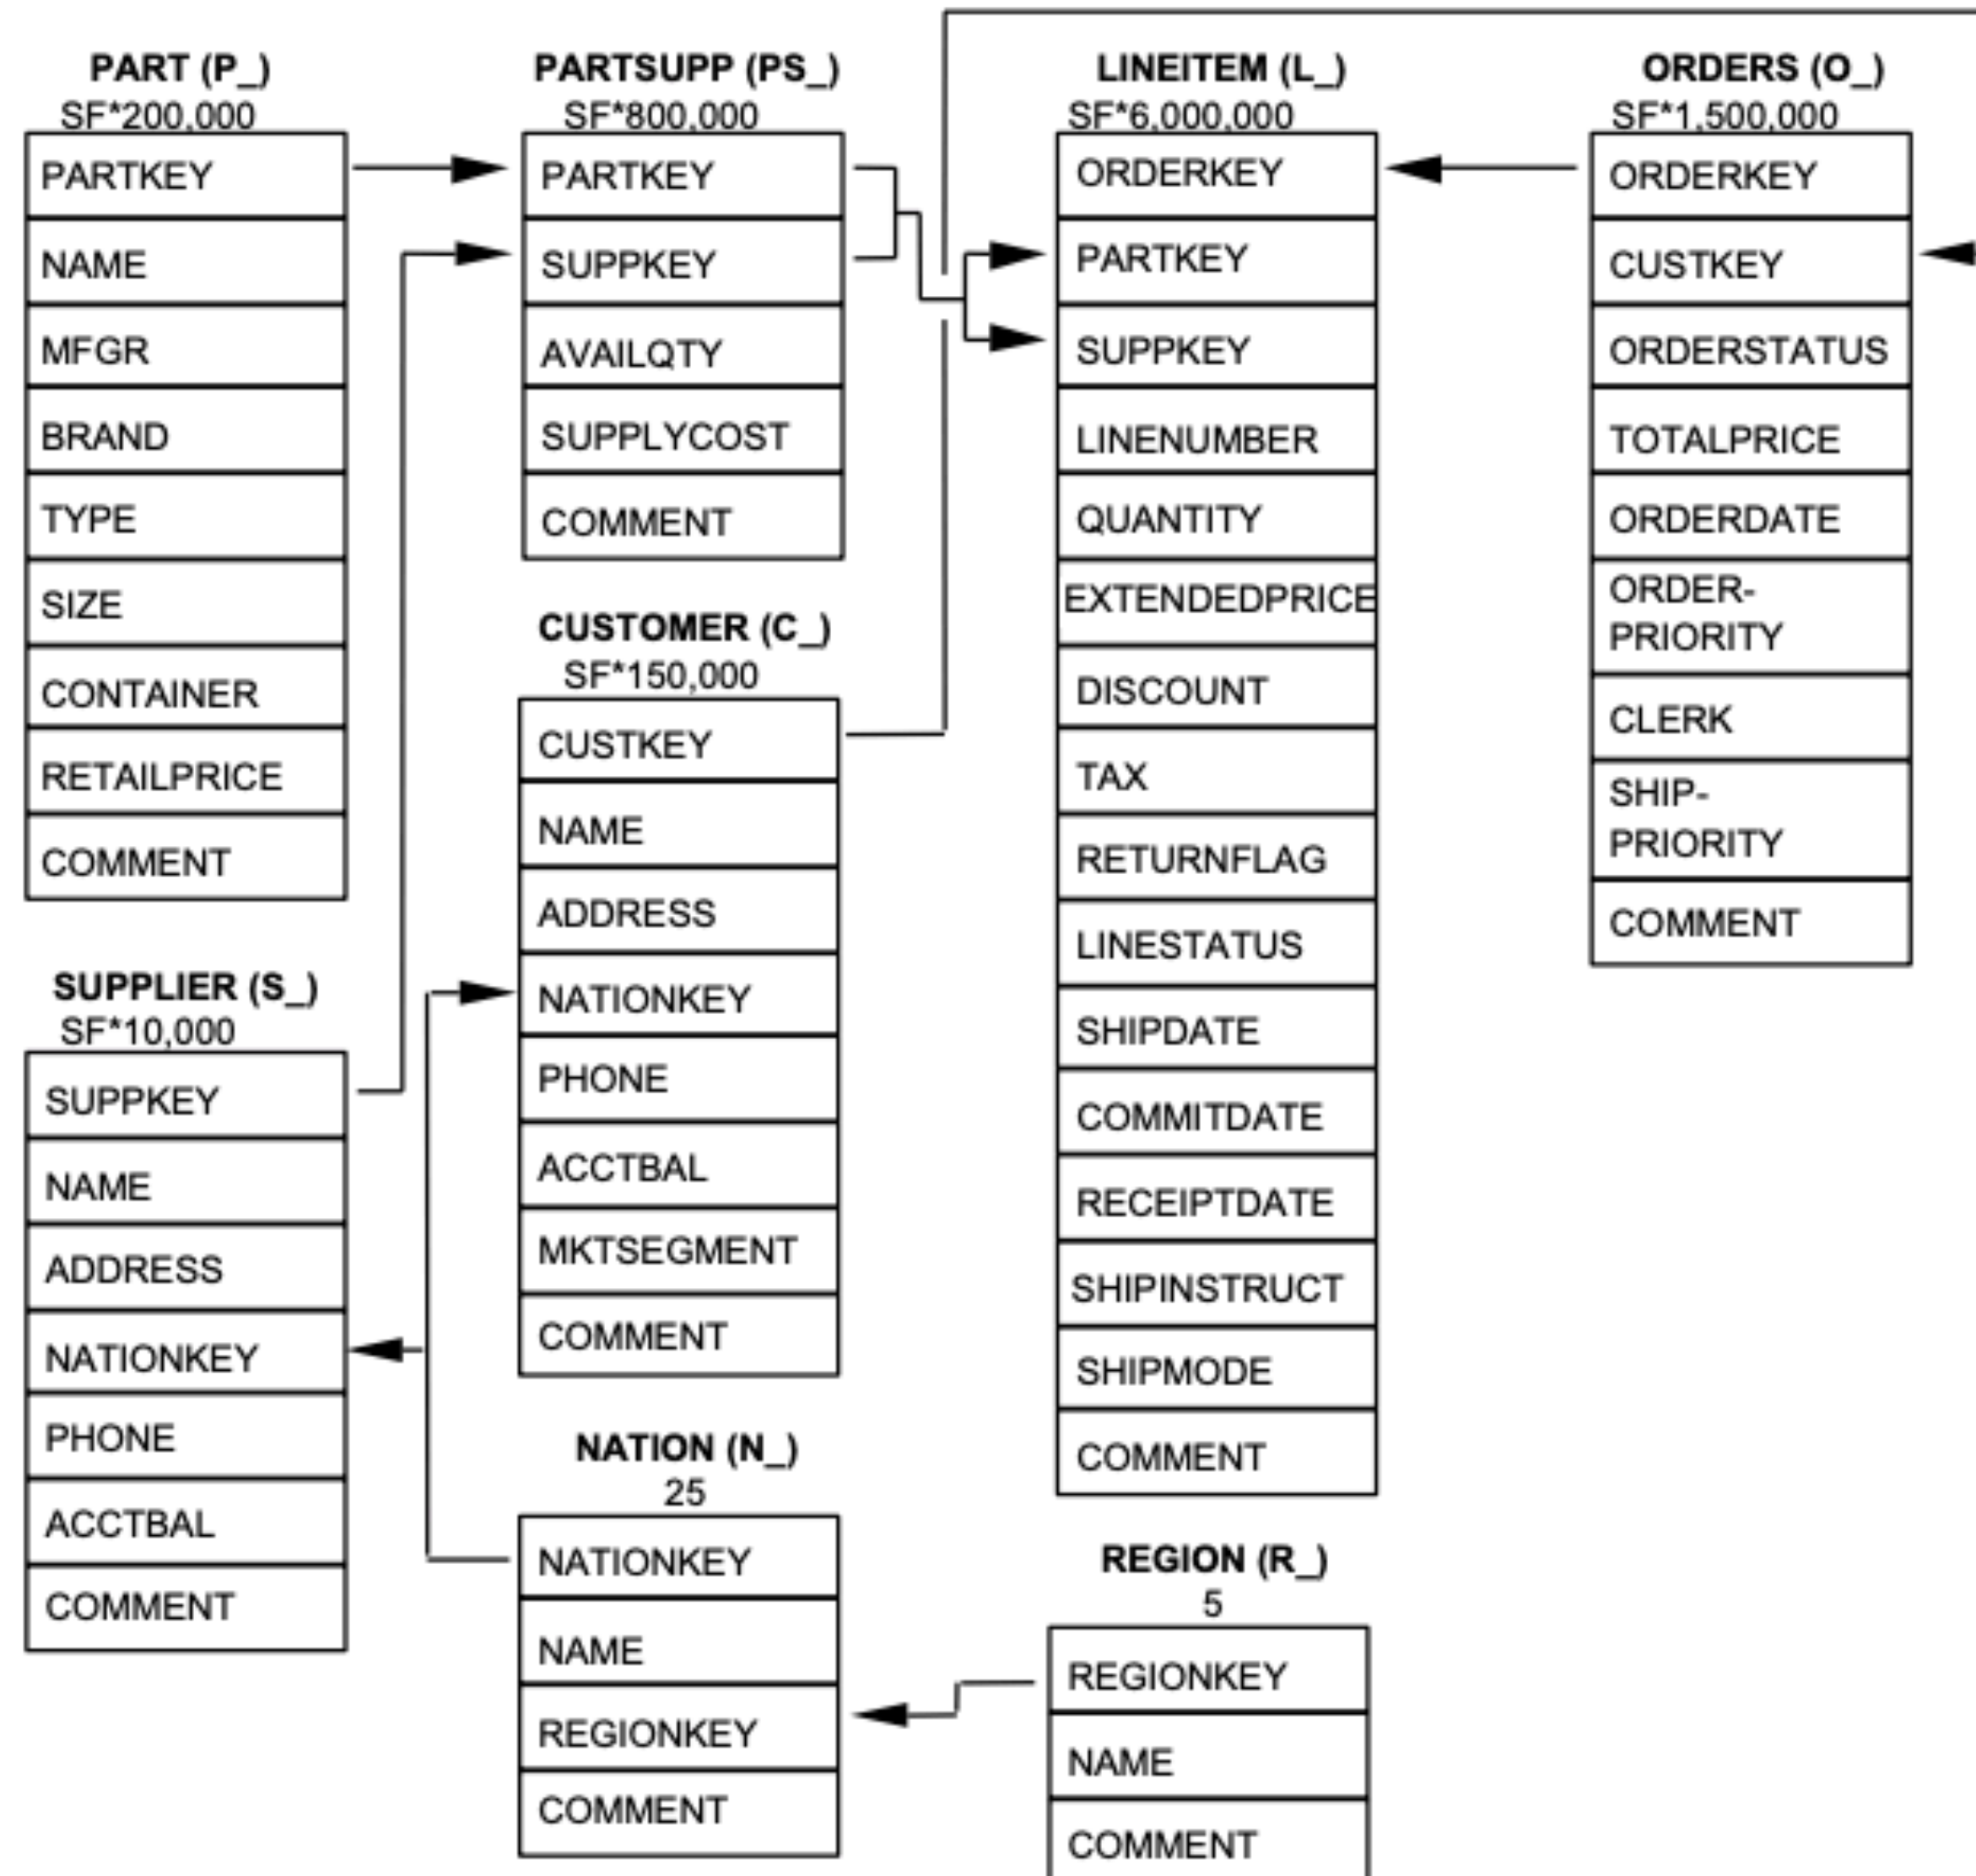 PART (P_)
SF*200,000
PARTKEY
NAME
MFGR
BRAND
TYPE
SIZE
CONTAINER
RETAILPRICE
COMMENT
SUPPLIER (S_)
SF*10,000
SUPPKEY
NAME
ADDRESS
NATIONKEY
PHONE
ACCTBAL
COMMENT
PARTSUPP (PS_)
SF*800,000
PARTKEY
SUPPKEY
AVAILQTY
SUPPLYCOST
COMMENT
CUSTOMER (C_)
SF*150,000
CUSTKEY
NAME
ADDRESS
NATIONKEY
PHONE
ACCTBAL
MKTSEGMENT
COMMENT
NATION (N_)
25
NATIONKEY
NAME
REGIONKEY
COMMENT
LINEITEM (L_)
SF*6,000,000
ORDERKEY
PARTKEY
SUPPKEY
LINENUMBER
QUANTITY
EXTENDEDPRICE
DISCOUNT
TAX
RETURNFLAG
LINESTATUS
SHIPDATE
COMMITDATE
RECEIPTDATE
SHIPINSTRUCT
SHIPMODE
COMMENT
REGION (R_)
5
REGIONKEY
NAME
COMMENT
ORDERS (O_)
SF*1,500,000
ORDERKEY
CUSTKEY
ORDERSTATUS
TOTALPRICE
ORDERDATE
ORDER-
PRIORITY
CLERK
SHIP-
PRIORITY
COMMENT